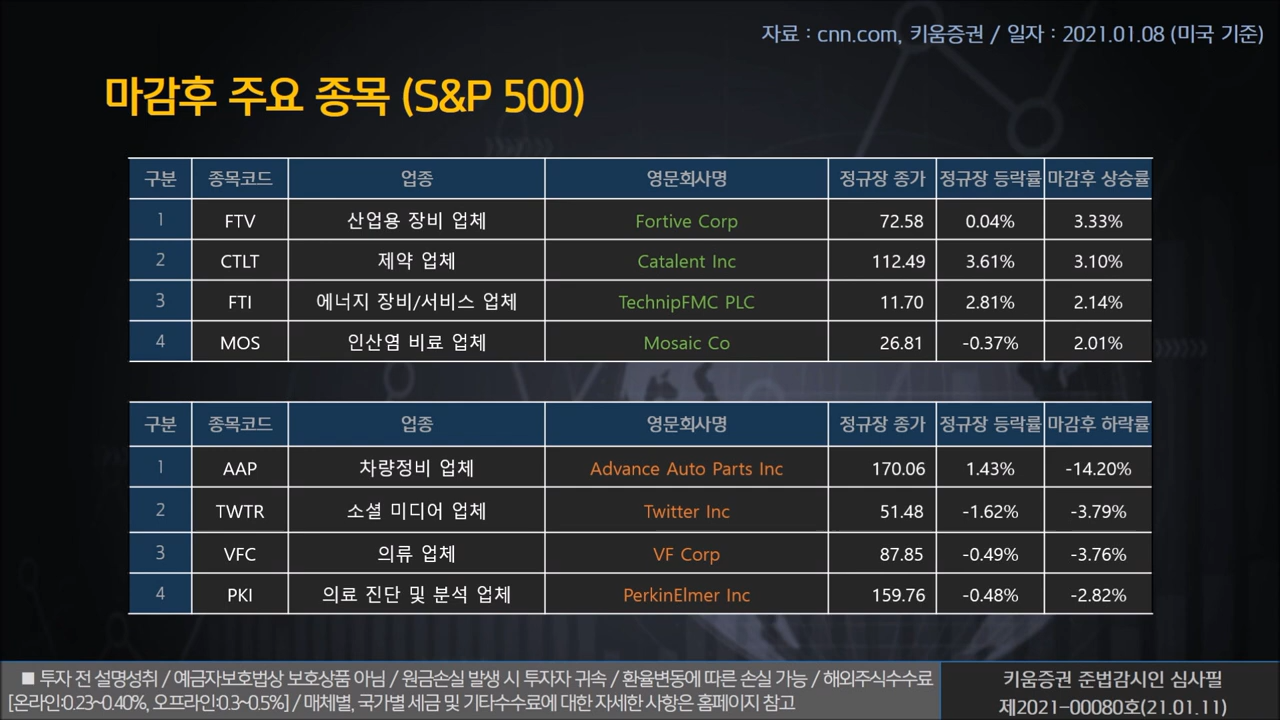 자료 : cnn.com, 키움증권 / 일자 : 2021.01.08 (미국 기준)
마감후 주요 종목 (S&P 500)
구분 종목코드 업종 영문회사명 정규장 종가 정규장 등락률 마감후 상승률
1 FTV 산업용 장비 업체 Fortive Corp 72.58 0.04% 3.33%
2 CTLT 제약 업체 Catalent Inc 112.49 3.61% 3.10%
3 FTI 에너지 장비/서비스 업체 TechnipFMC PLC 11.70 2.81% 2.14%
4 MOS 인산염 비료 업체 Mosaic Co 26.81 -0.37% 2.01%
구분 종목코드 업종 영문회사명 정규장 종가 정규장 등락률 마감후 하락률
1 AAP 차량정비 업체 Advance Auto Parts Inc 170.06 1.43% -14.20%
2 TWTR 소셜 미디어 업체 Twitter Inc 51.48 -1.62% -3.79%
3 VFC 의류 업체 VF Corp 87.85 -0.49% -3.76%
4 PKI 의료 진단 및 분석 업체 PerkinElmer Inc 159.76 -0.48% -2.82%
■ 투자 전 설명성취 / 예금자보호법상 보호상품 아님 / 원금손실 발생 시 투자자 귀속 / 환율변동에 따른 손실 가능 / 해외주식수수료
[온라인:0.23~0.40%, 오프라인:0.3~0.5%] / 매체별, 국가별 세금 및 기타수수료에 대한 자세한 사항은 홈페이지 참고
키움증권 준법감시인 심사필
제2021-00080호(21.01.11)